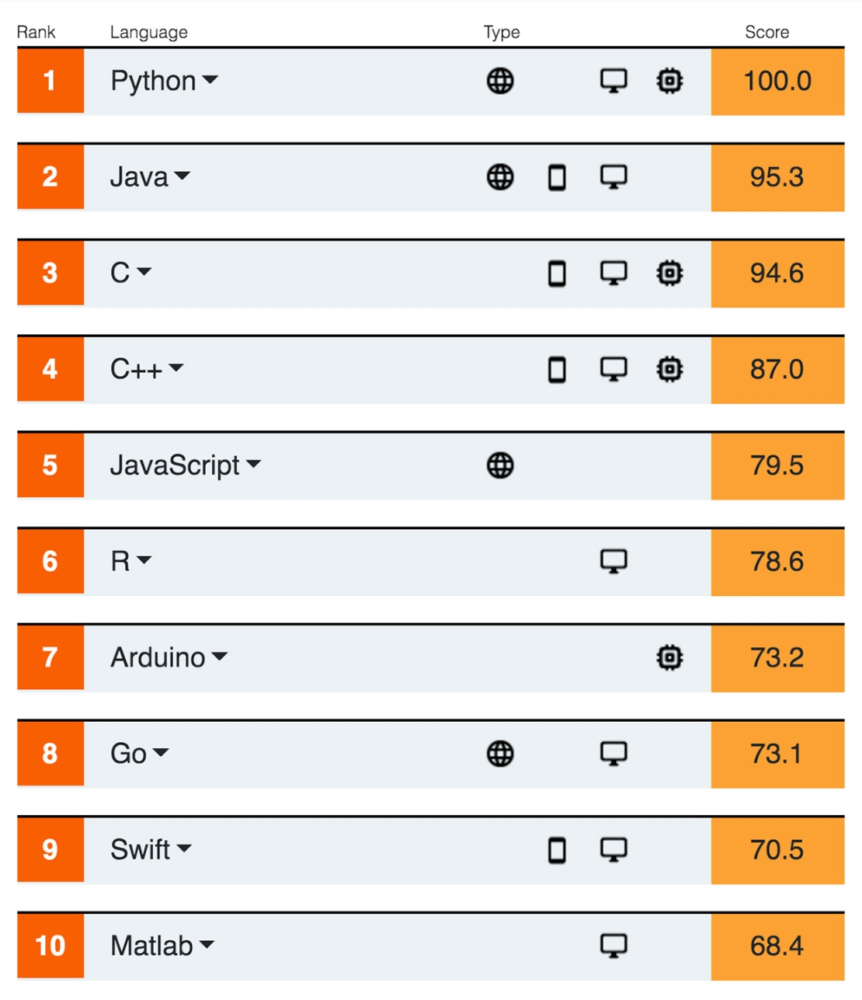 Rank Language Type Score
1 Python 100.0
2 Java 95.3
3 C 94.6
4 C++ 87.0
5 JavaScript 79.5
6 R 78.6
7 Arduino 73.2
8 Go 73.1
9 Swift 70.5
10 Matlab 68.4